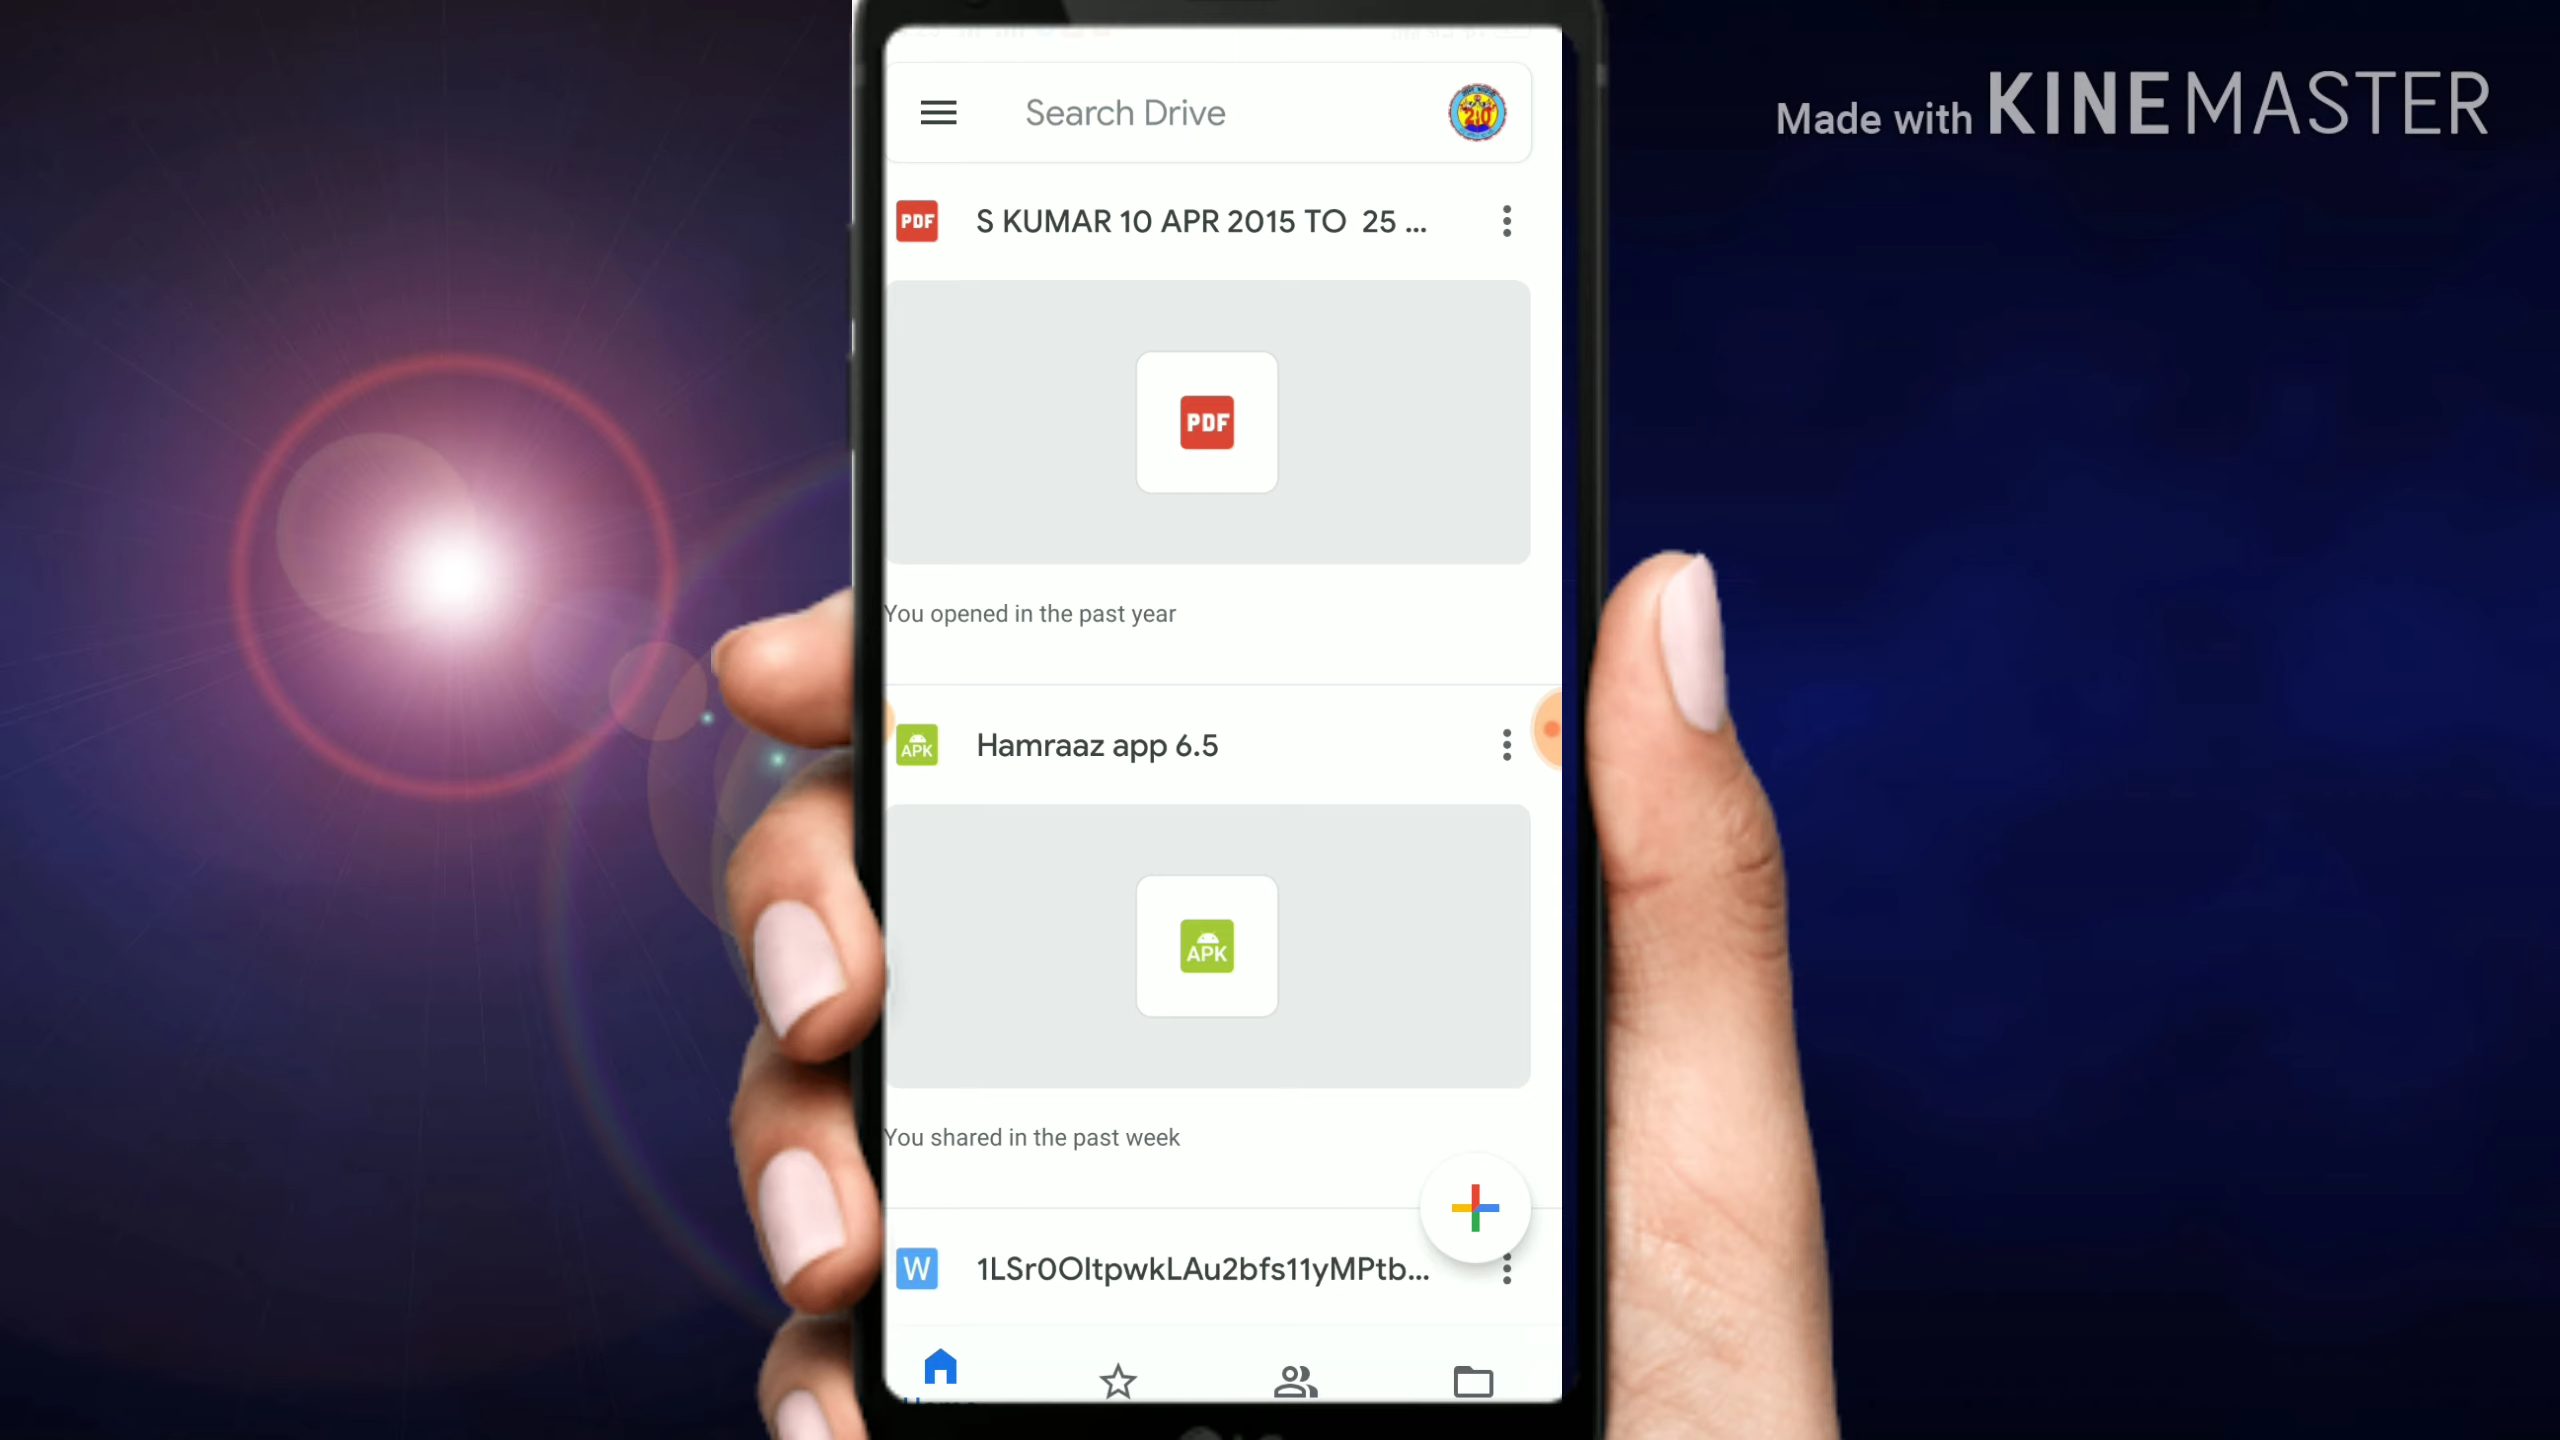 Made with KINEMASTER
Search Drive
PDF S KUMAR 10 APR 2015 TO 25 ...
PDF
You opened in the past year
APK Hamraaz app 6.5
APK
You shared in the past week
W 1LSr0OItpwkLAu2bfs11yMPtb...